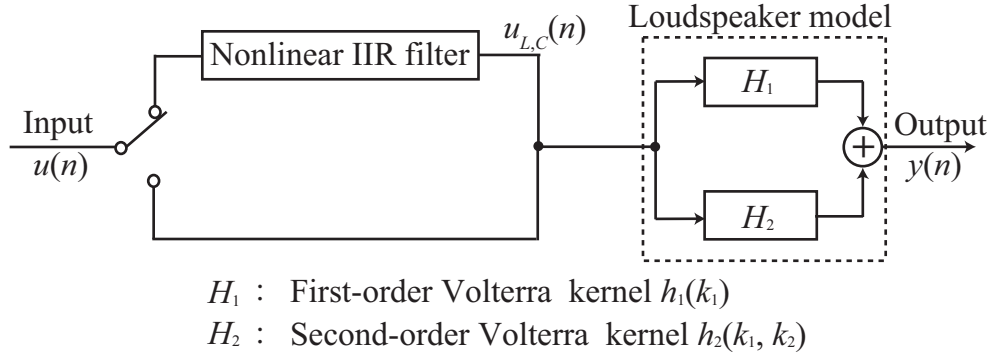 Loudspeaker model
u_{L,C}(n)
Nonlinear IIR filter
H₁
Input
u(n)
+
Output
y(n)
H₂
H₁ : First-order Volterra kernel h₁(k₁)
H₂ : Second-order Volterra kernel h₂(k₁, k₂)